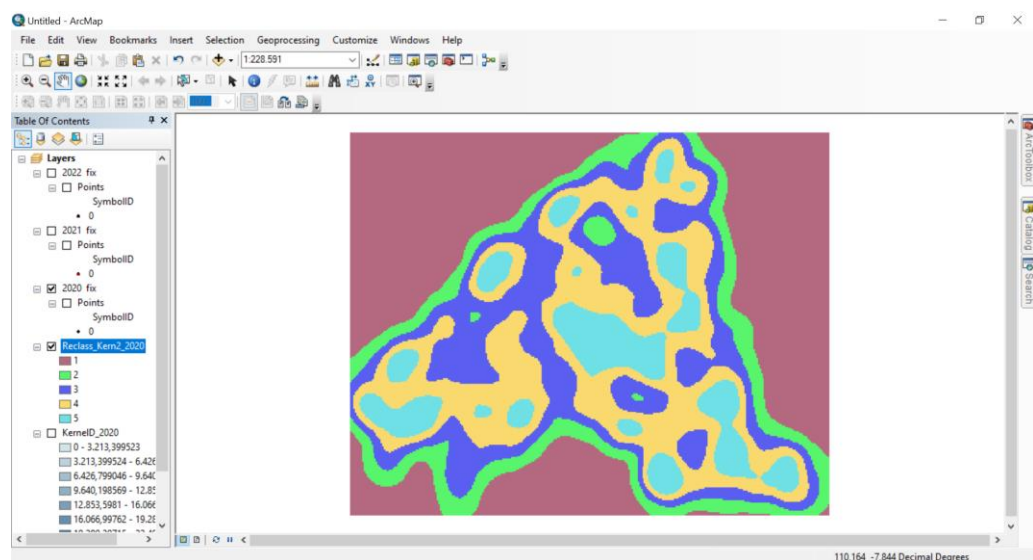 Untitled - ArcMap
File Edit View Bookmarks Insert Selection Geoprocessing Customize Windows Help
1:228.591
Table Of Contents
Layers
2022 fix
Points
SymbolID
0
2021 fix
Points
SymbolID
0
2020 fix
Points
SymbolID
0
Reclass_Kern2_2020
1
2
3
4
5
KernelD_2020
0 - 3.213,399523
3.213,399524 - 6.426
6.426,799046 - 9.640
9.640,198569 - 12.85
12.853,5981 - 16.066
16.066,99762 - 19.28
ArcToolbox
Catalog
Search
110,164 -7,844 Decimal Degrees